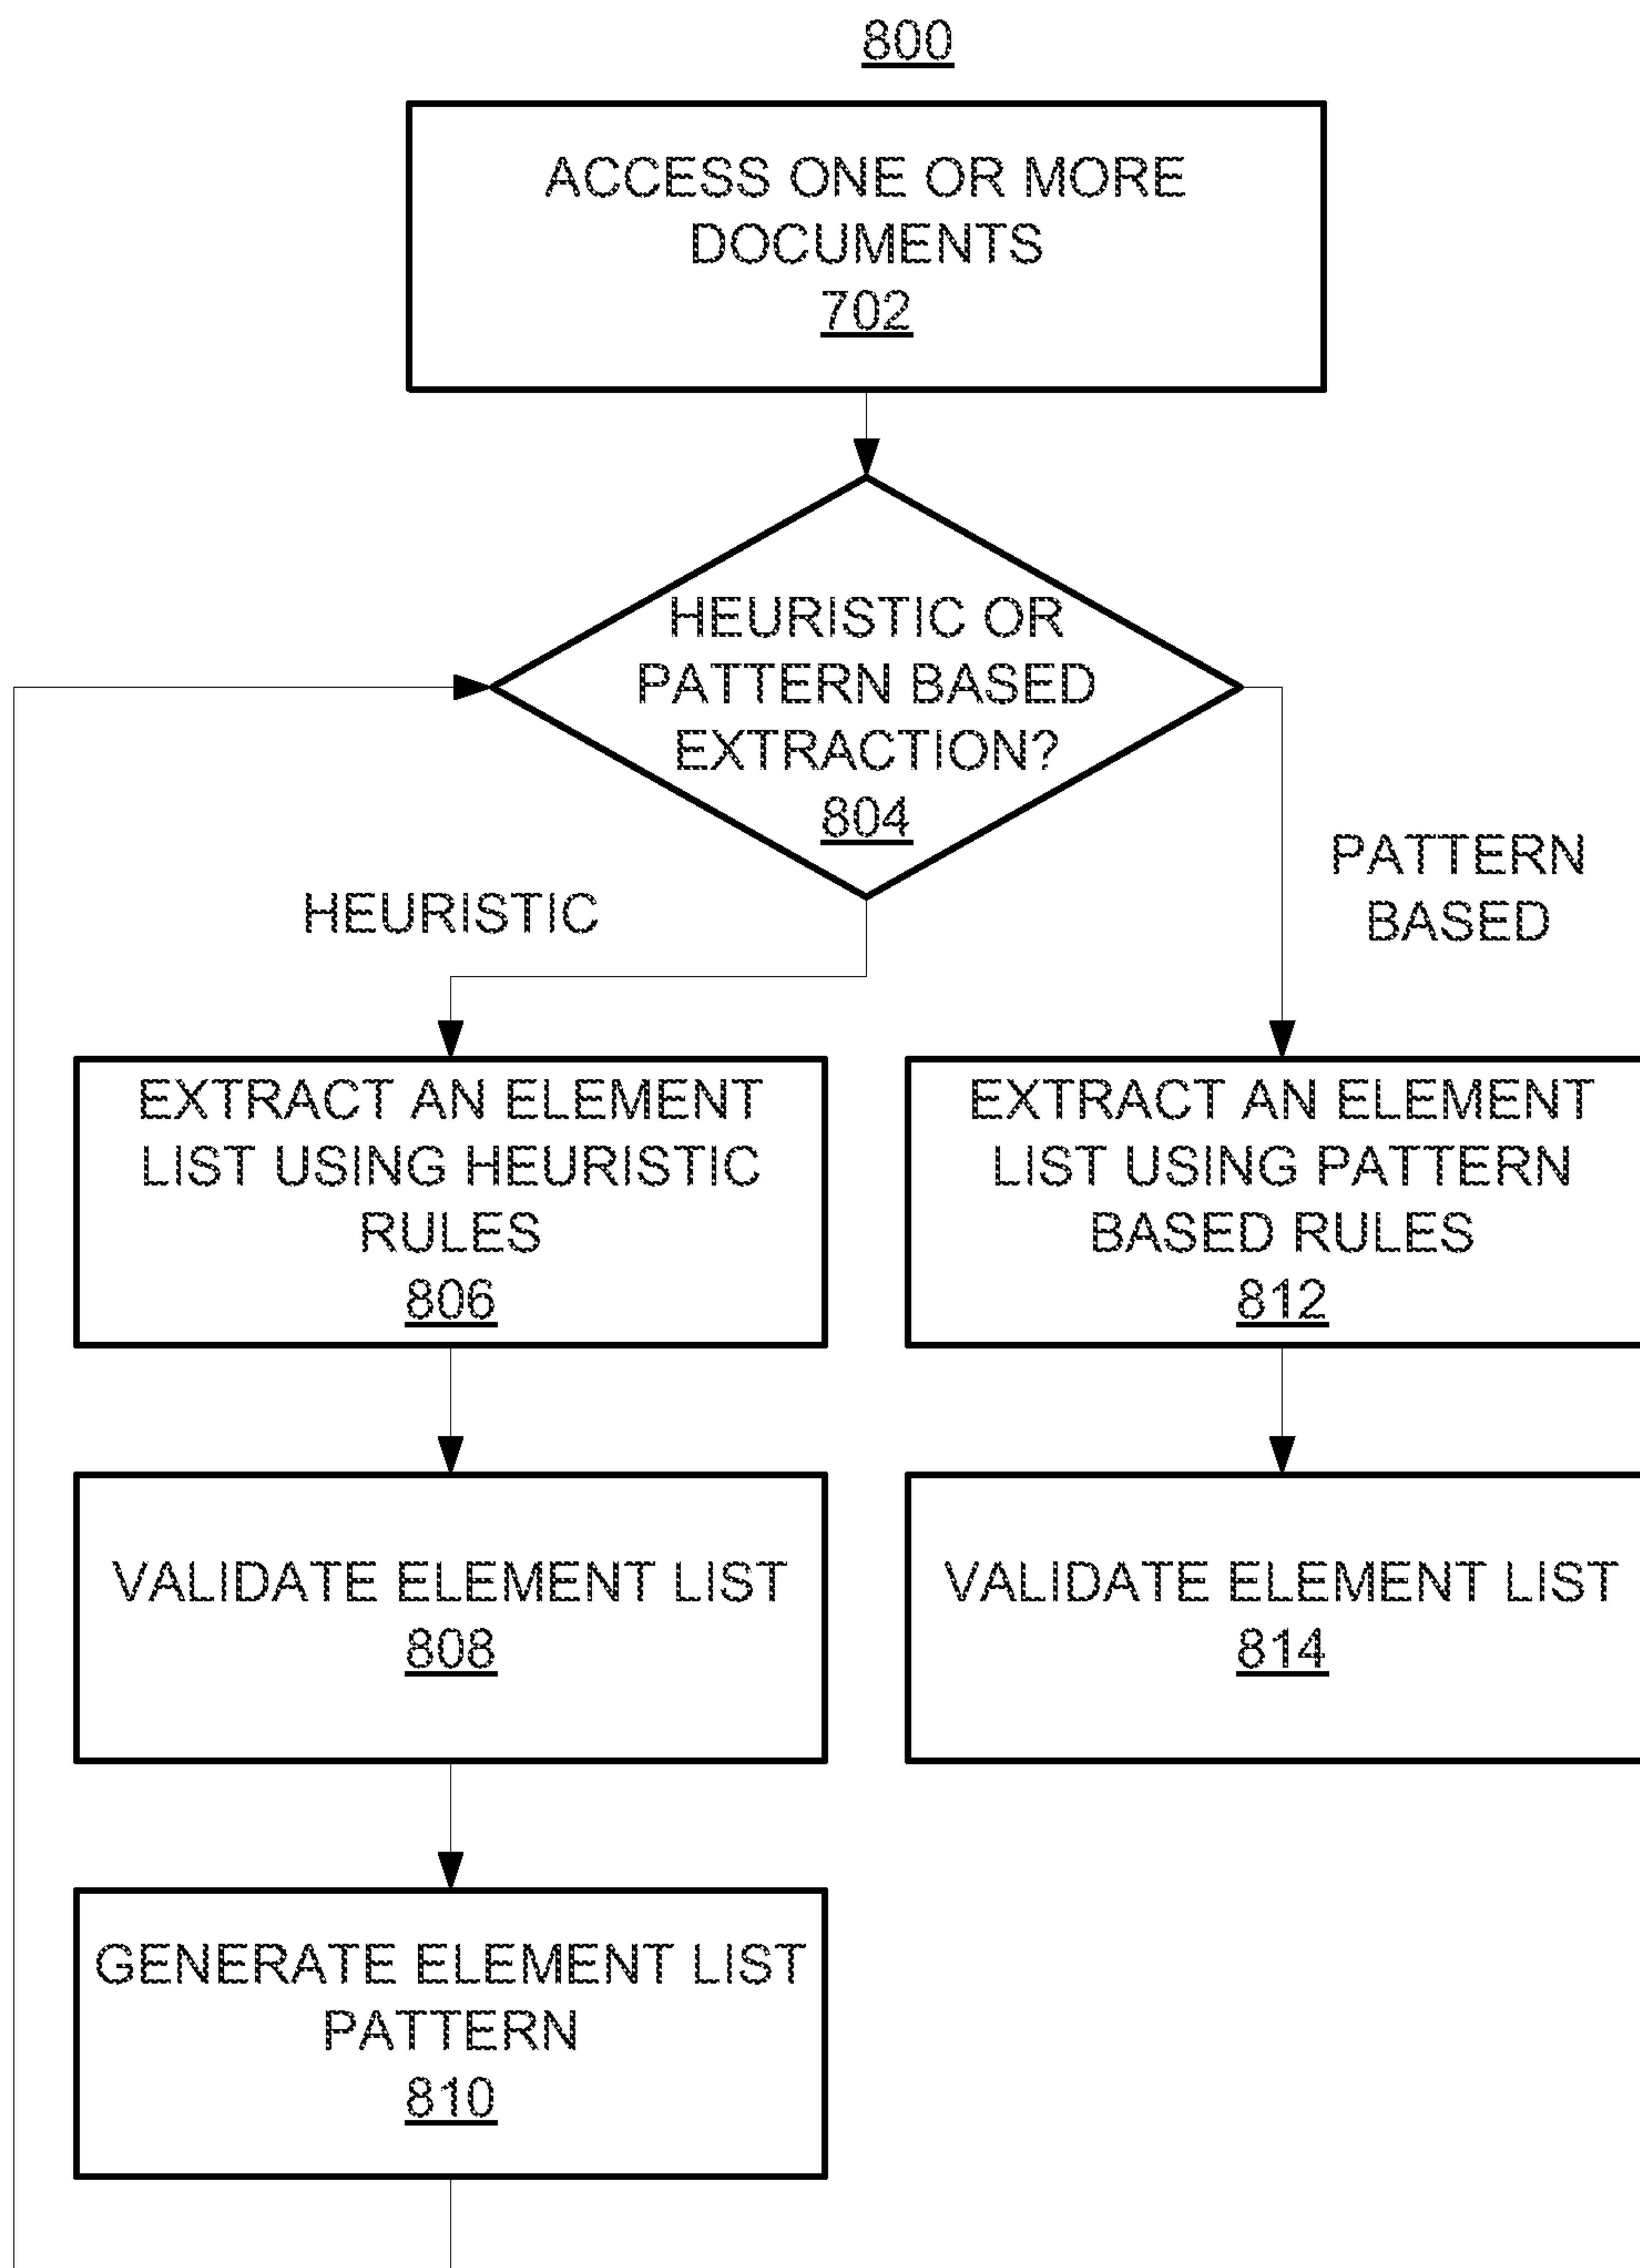 800
ACCESS ONE OR MORE
DOCUMENTS
702
HEURISTIC OR
PATTERN BASED
EXTRACTION?
804
HEURISTIC
PATTERN
BASED
EXTRACT AN ELEMENT
LIST USING HEURISTIC
RULES
806
EXTRACT AN ELEMENT
LIST USING PATTERN
BASED RULES
812
VALIDATE ELEMENT LIST
808
VALIDATE ELEMENT LIST
814
GENERATE ELEMENT LIST
PATTERN
810